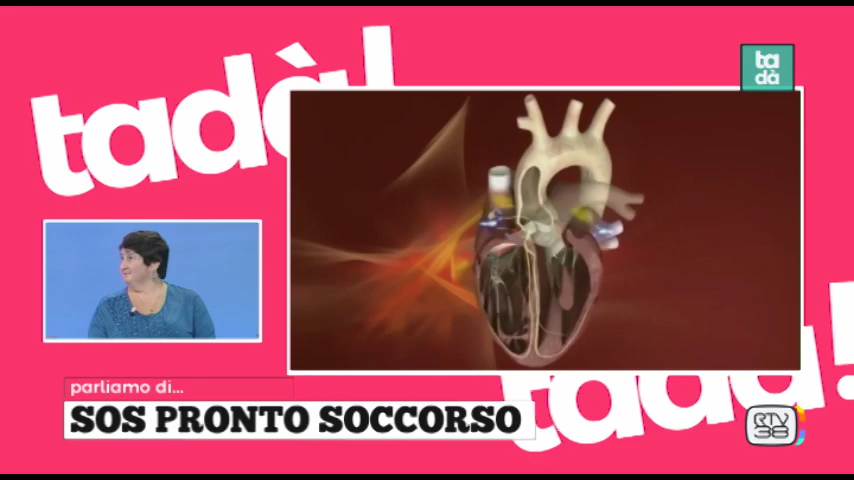 tadà!
ta
dà
parliamo di...
SOS PRONTO SOCCORSO
tadà!
RTV
38